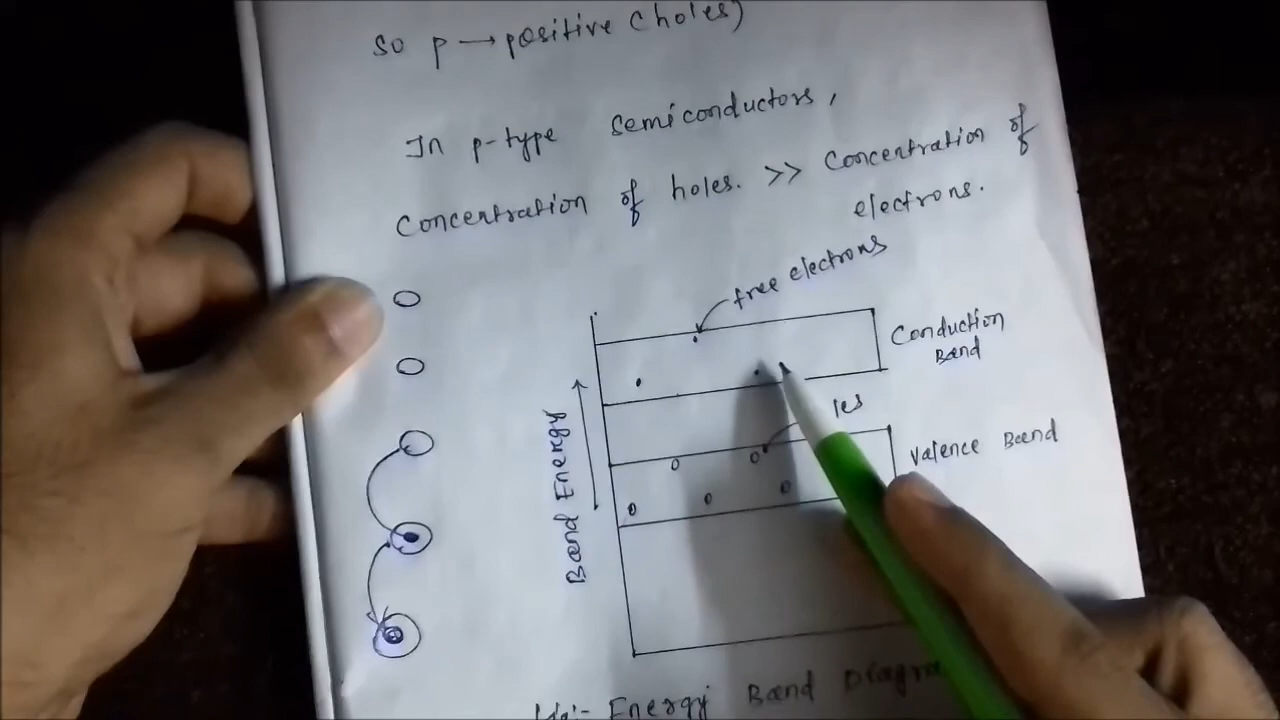 So p → positive (holes)
In p-type semiconductors,
Concentration of holes. >> Concentration of
electrons.
free electrons
Conduction
Band
Valence Band
Band Energy
Energy Band